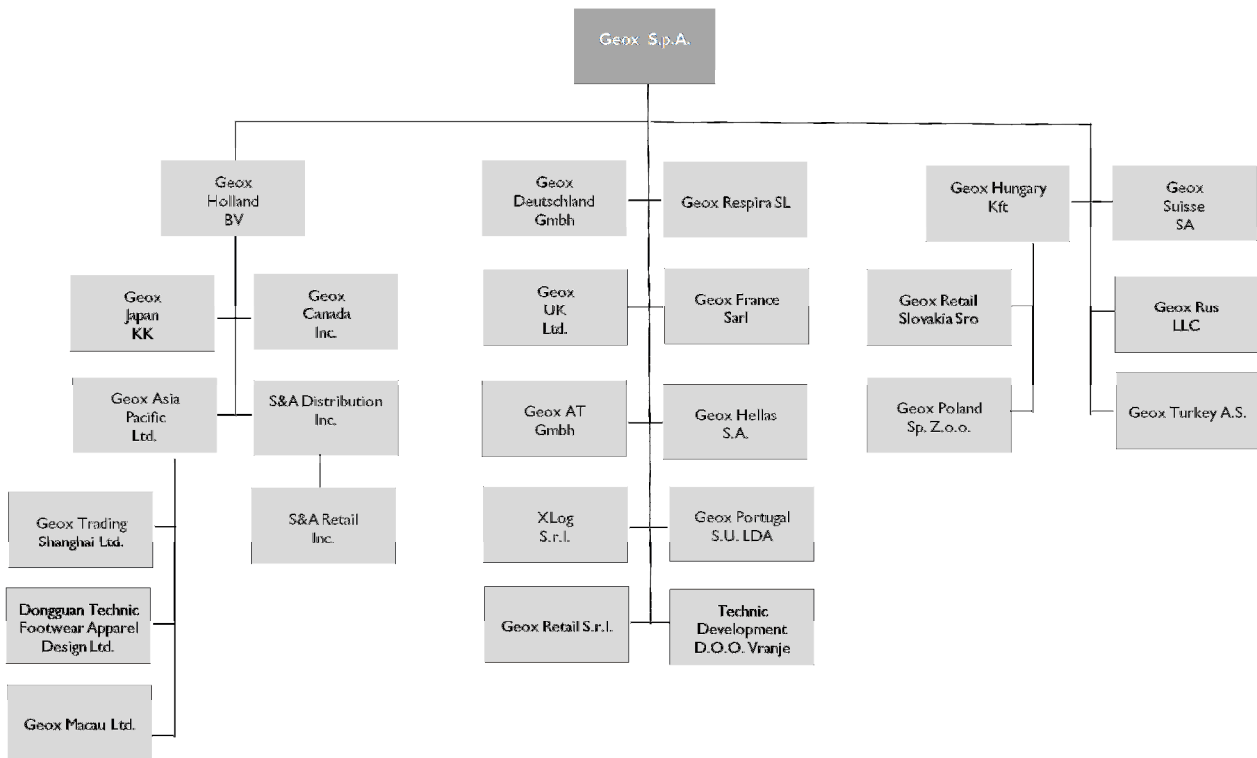 Geox S.p.A.
Geox
Holland
BV
Geox
Deutschland
Gmbh
Geox Respira SL
Geox Hungary
Kft
Geox
Suisse
SA
Geox
Japan
KK
Geox
Canada
Inc.
Geox
UK
Ltd.
Geox France
Sarl
Geox Retail
Slovakia Sro
Geox Rus
LLC
Geox Asia
Pacific
Ltd.
S&A Distribution
Inc.
Geox AT
Gmbh
Geox Hellas
S.A.
Geox Poland
Sp. Z.o.o.
Geox Turkey A.S.
Geox Trading
Shanghai Ltd.
S&A Retail
Inc.
XLog
S.r.l.
Geox Portugal
S.U. LDA
Dongguan Technic
Footwear Apparel
Design Ltd.
Geox Retail S.r.l.
Technic
Development
D.O.O. Vranje
Geox Macau Ltd.